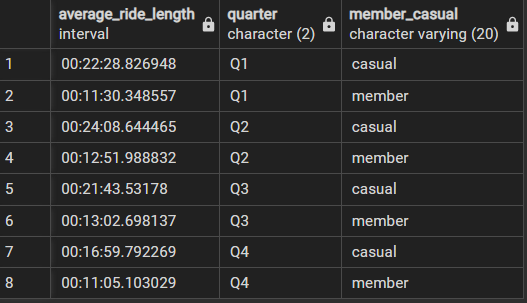 average_ride_length quarter member_casual
interval character (2) character varying (20)
1 00:22:28.826948 Q1 casual
2 00:11:30.348557 Q1 member
3 00:24:08.644465 Q2 casual
4 00:12:51.988832 Q2 member
5 00:21:43.53178 Q3 casual
6 00:13:02.698137 Q3 member
7 00:16:59.792269 Q4 casual
8 00:11:05.103029 Q4 member